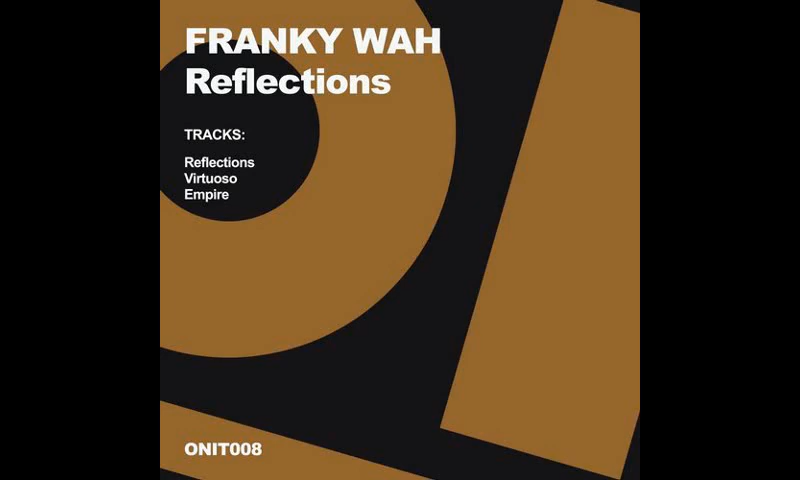 FRANKY WAH
Reflections
TRACKS:
Reflections
Virtuoso
Empire
ONIT008